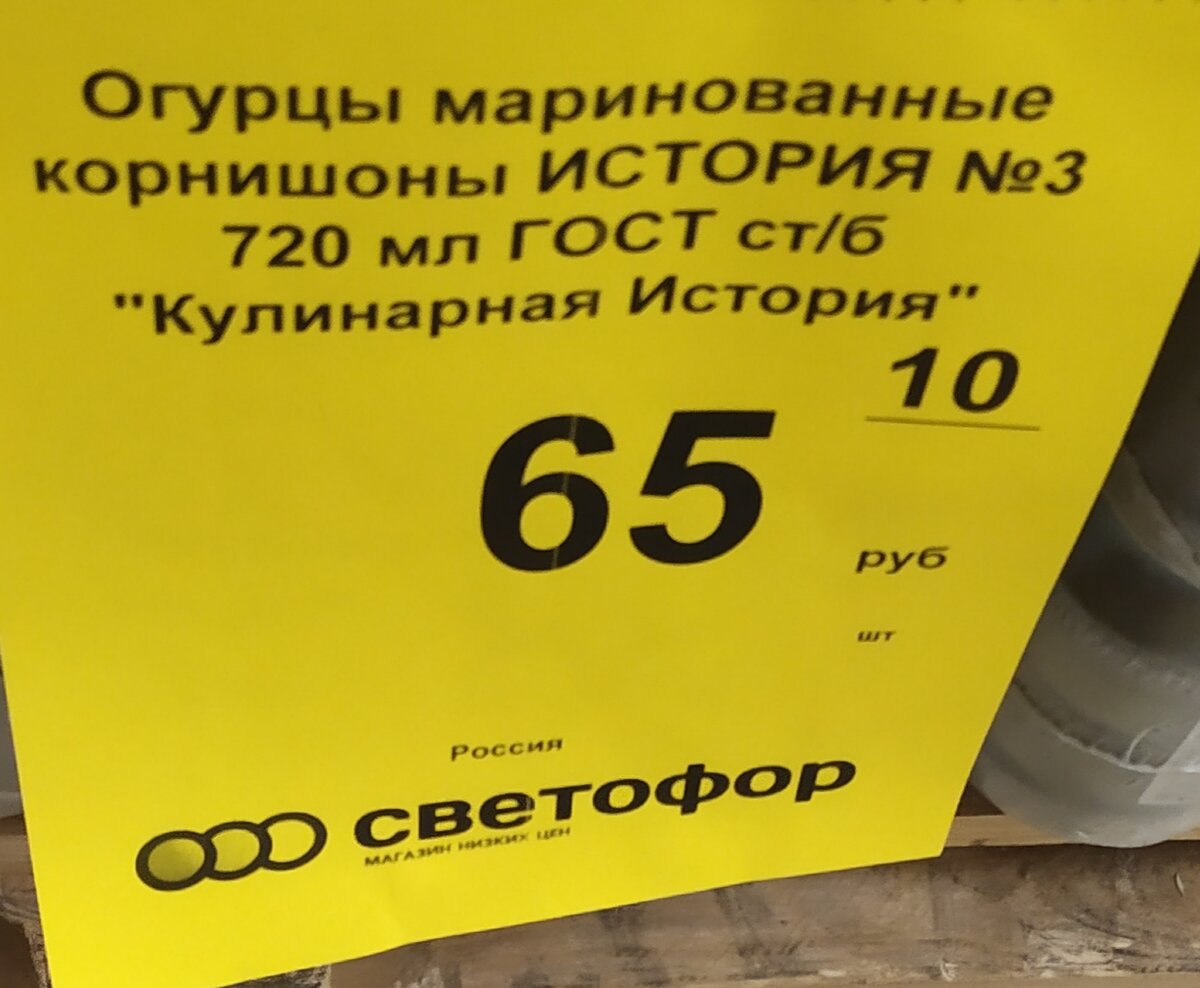 Огурцы маринованные
корнишоны ИСТОРИЯ №3
720 мл ГОСТ ст/б
"Кулинарная История"
65 10
руб
шт
Россия
светофор
МАГАЗИН НИЗКИХ ЦЕН